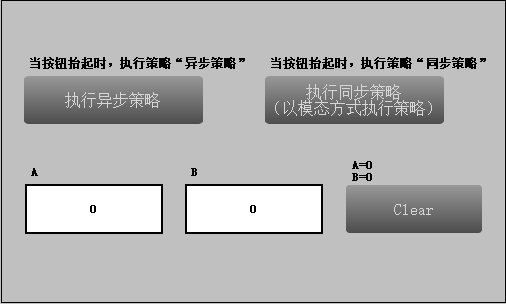 当按钮抬起时，执行策略“异步策略”
当按钮抬起时，执行策略“同步策略”
执行异步策略
执行同步策略
（以模态方式执行策略）
A
B
A=0
B=0
0
0
Clear